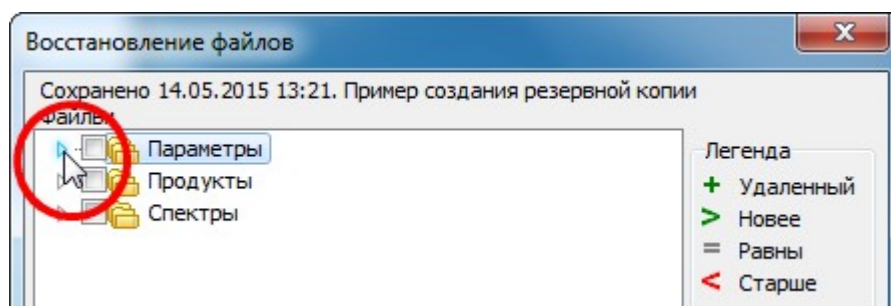 Восстановление файлов
Сохранено 14.05.2015 13:21. Пример создания резервной копии
Файлы
Параметры
Продукты
Спектры
Легенда
+ Удаленный
> Новее
= Равны
< Старше